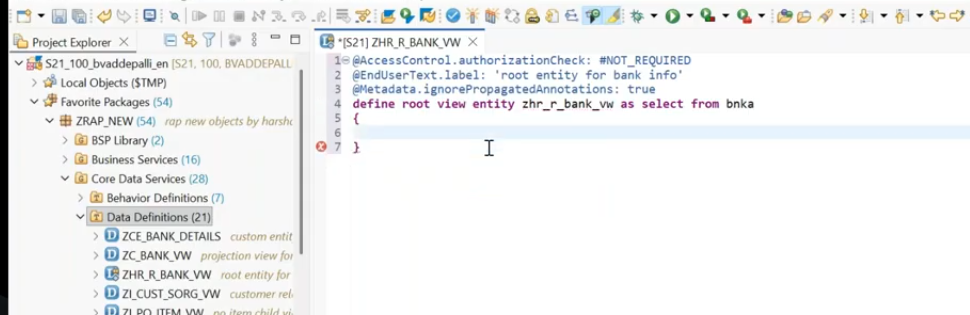 Project Explorer
S21_100_bvaddepalli_en [S21, 100, BVADDEPALL
Local Objects ($TMP)
Favorite Packages (54)
ZRAP_NEW (54) rap new objects by harsho
BSP Library (2)
Business Services (16)
Core Data Services (28)
Behavior Definitions (7)
Data Definitions (21)
ZCE_BANK_DETAILS custom entit
ZC_BANK_VW projection view for
ZHR_R_BANK_VW root entity for
ZI_CUST_SORG_VW customer rel
ZI_PO_ITEM_VW po item child vi
*[S21] ZHR_R_BANK_VW
1 @AccessControl.authorizationCheck: #NOT_REQUIRED
2 @EndUserText.label: 'root entity for bank info'
3 @Metadata.ignorePropagatedAnnotations: true
4 define root view entity zhr_r_bank_vw as select from bnka
5 {
6
7 }